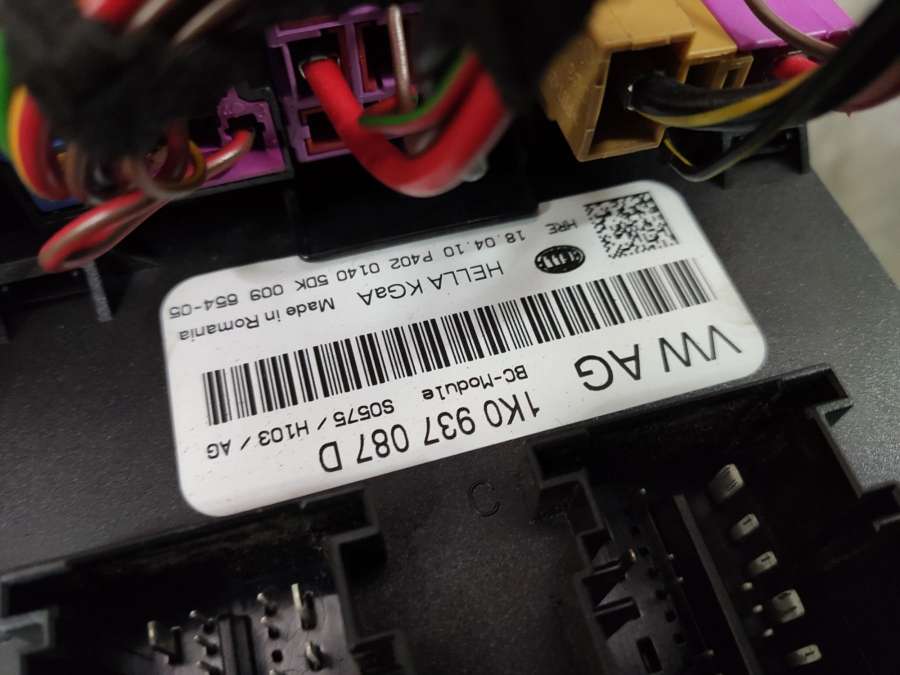 VW AG
1K0 937 087 D
BC-Module S0575 / H103 / AG
HELLA KGaA Made in Romania
HRE 18.04.10 P402 0140 5DK 009 654-05
C